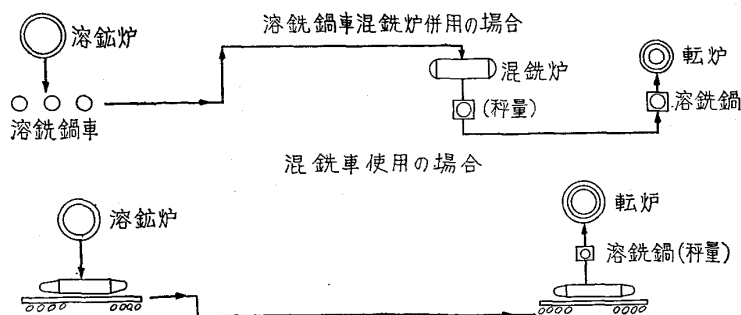 溶銑鍋車混銑炉併用の場合
溶鉱炉
混銑炉
転炉
(秤量)
溶銑鍋
溶銑鍋車
混銑車使用の場合
溶鉱炉
転炉
溶銑鍋(秤量)